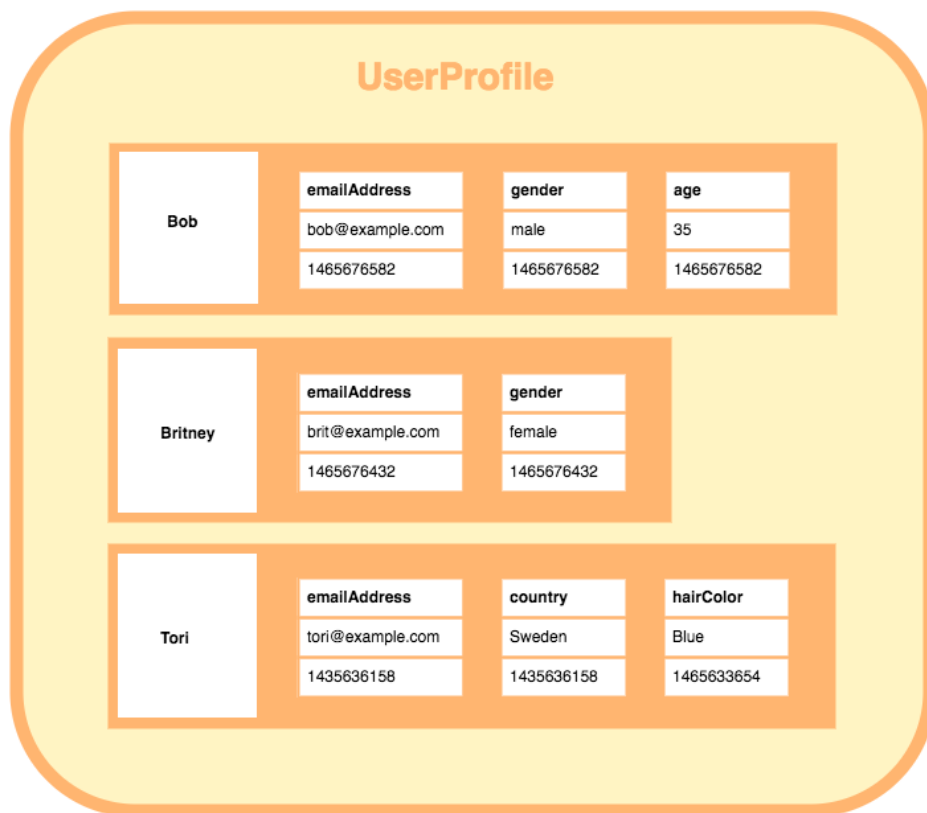 UserProfile
Bob
emailAddress gender age
bob@example.com male 35
1465676582 1465676582 1465676582
Britney
emailAddress gender
brit@example.com female
1465676432 1465676432
Tori
emailAddress country hairColor
tori@example.com Sweden Blue
1435636158 1435636158 1465633654